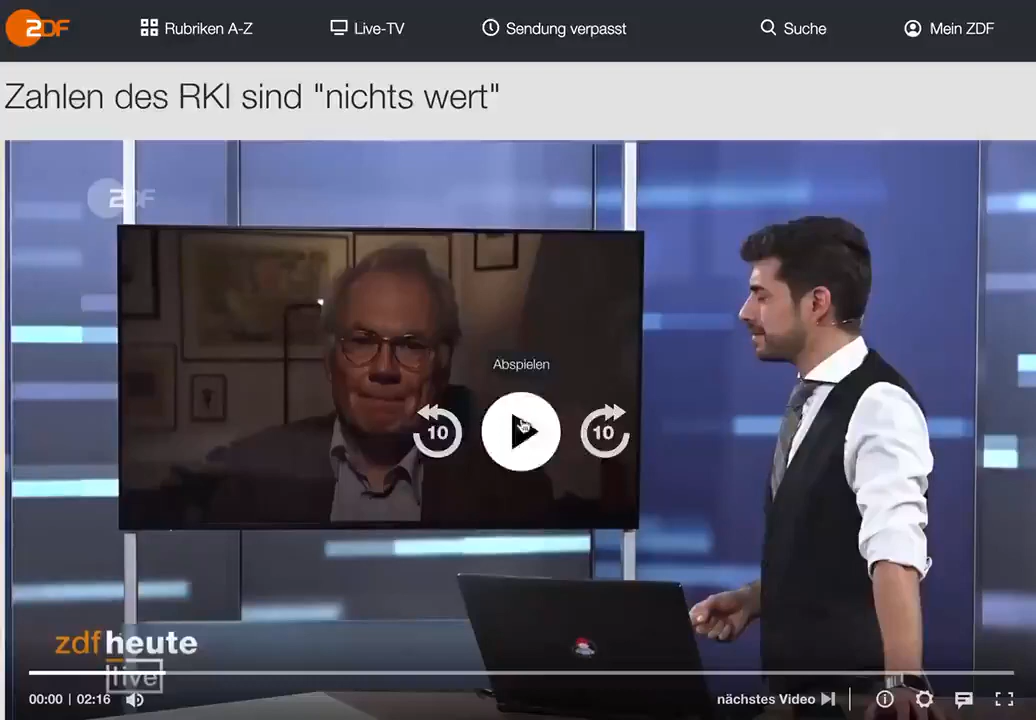 ZDF
Rubriken A-Z
Live-TV
Sendung verpasst
Suche
Mein ZDF
Zahlen des RKI sind "nichts wert"
ZDF
Abspielen
10
10
zdfheute
live
00:00 | 02:16
nächstes Video